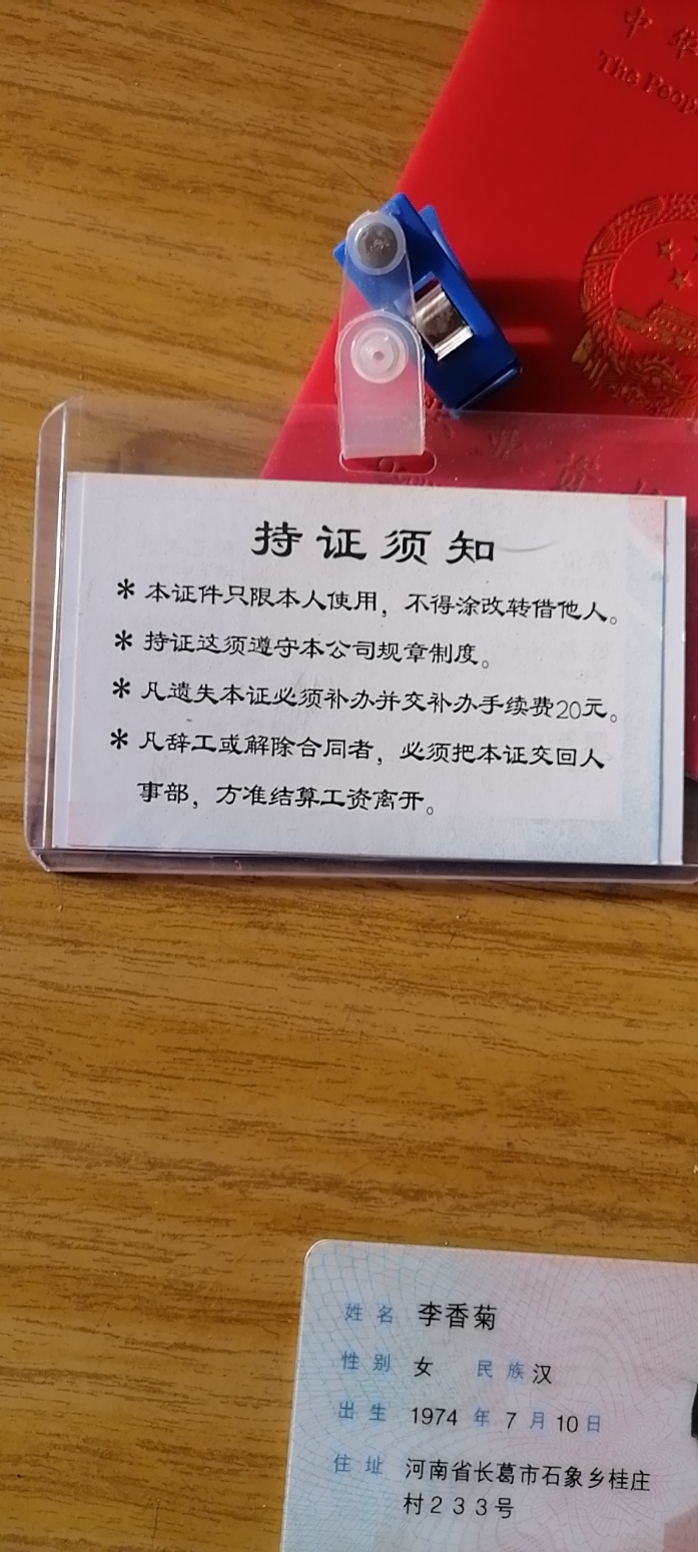 中华
The Peop
业资
持证须知
* 本证件只限本人使用，不得涂改转借他人。
* 持证这须遵守本公司规章制度。
* 凡遗失本证必须补办并交补办手续费20元。
* 凡辞工或解除合同者，必须把本证交回人
事部，方准结算工资离开。
姓名 李香菊
性别 女 民族 汉
出生 1974 年 7 月 10 日
住址 河南省长葛市石象乡桂庄
村233号